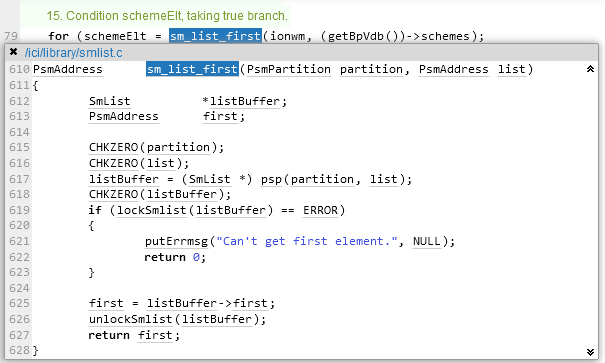 15. Condition schemeElt, taking true branch.
79 for (schemeElt = sm_list_first(ionwm, (getBpVdb())->schemes);
✖ /ici/library/smlist.c
610 PsmAddress sm_list_first(PsmPartition partition, PsmAddress list)
611 {
612 SmList *listBuffer;
613 PsmAddress first;
614
615 CHKZERO(partition);
616 CHKZERO(list);
617 listBuffer = (SmList *) psp(partition, list);
618 CHKZERO(listBuffer);
619 if (lockSmlist(listBuffer) == ERROR)
620 {
621 putErrmsg("Can't get first element.", NULL);
622 return 0;
623 }
624
625 first = listBuffer->first;
626 unlockSmlist(listBuffer);
627 return first;
628 }